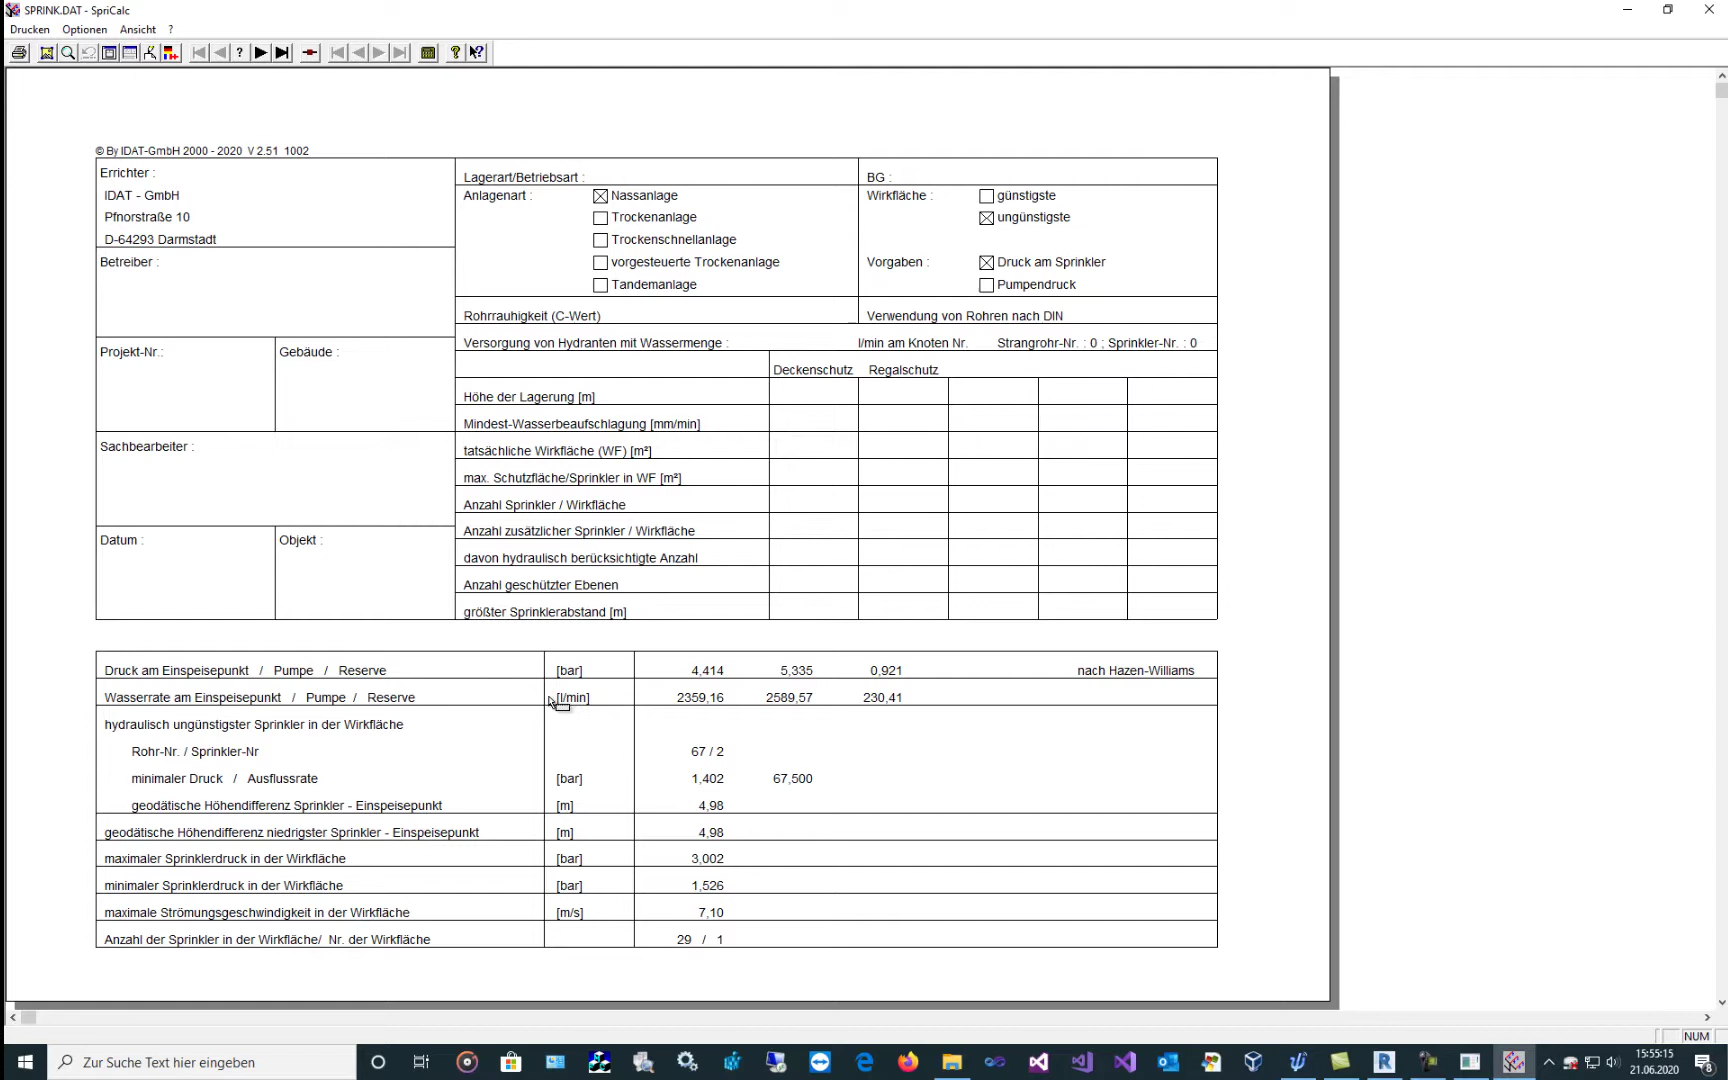 SPRINK.DAT - SpriCalc
Drucken Optionen Ansicht ?
© By IDAT-GmbH 2000 - 2020 V 2.51 1002
Errichter :
IDAT - GmbH
Pfnorstraße 10
D-64293 Darmstadt
Betreiber :
Projekt-Nr.: Gebäude :
Sachbearbeiter :
Datum : Objekt :
Lagerart/Betriebsart :
Anlagenart : Nassanlage
Trockenanlage
Trockenschnellanlage
vorgesteuerte Trockenanlage
Tandemanlage
BG :
Wirkfläche : günstigste
ungünstigste
Vorgaben : Druck am Sprinkler
Pumpendruck
Rohrrauhigkeit (C-Wert) Verwendung von Rohren nach DIN
Versorgung von Hydranten mit Wassermenge : l/min am Knoten Nr. Strangrohr-Nr. : 0 ; Sprinkler-Nr. : 0
Deckenschutz Regalschutz
Höhe der Lagerung [m]
Mindest-Wasserbeaufschlagung [mm/min]
tatsächliche Wirkfläche (WF) [m²]
max. Schutzfläche/Sprinkler in WF [m²]
Anzahl Sprinkler / Wirkfläche
Anzahl zusätzlicher Sprinkler / Wirkfläche
davon hydraulisch berücksichtigte Anzahl
Anzahl geschützter Ebenen
größter Sprinklerabstand [m]
Druck am Einspeisepunkt / Pumpe / Reserve [bar] 4,414 5,335 0,921 nach Hazen-Williams
Wasserrate am Einspeisepunkt / Pumpe / Reserve [l/min] 2359,16 2589,57 230,41
hydraulisch ungünstigster Sprinkler in der Wirkfläche
Rohr-Nr. / Sprinkler-Nr 67 / 2
minimaler Druck / Ausflussrate [bar] 1,402 67,500
geodätische Höhendifferenz Sprinkler - Einspeisepunkt [m] 4,98
geodätische Höhendifferenz niedrigster Sprinkler - Einspeisepunkt [m] 4,98
maximaler Sprinklerdruck in der Wirkfläche [bar] 3,002
minimaler Sprinklerdruck in der Wirkfläche [bar] 1,526
maximale Strömungsgeschwindigkeit in der Wirkfläche [m/s] 7,10
Anzahl der Sprinkler in der Wirkfläche/ Nr. der Wirkfläche 29 / 1
NUM
Zur Suche Text hier eingeben
15:55:15
21.06.2020
8